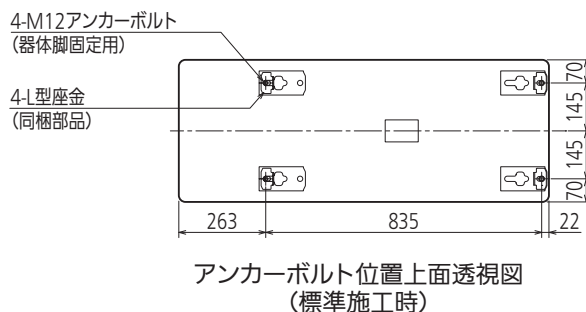 4-M12アンカーボルト
(器体脚固定用)
4-L型座金
(同梱部品)
70
145
145
70
263
835
22
アンカーボルト位置上面透視図
(標準施工時)